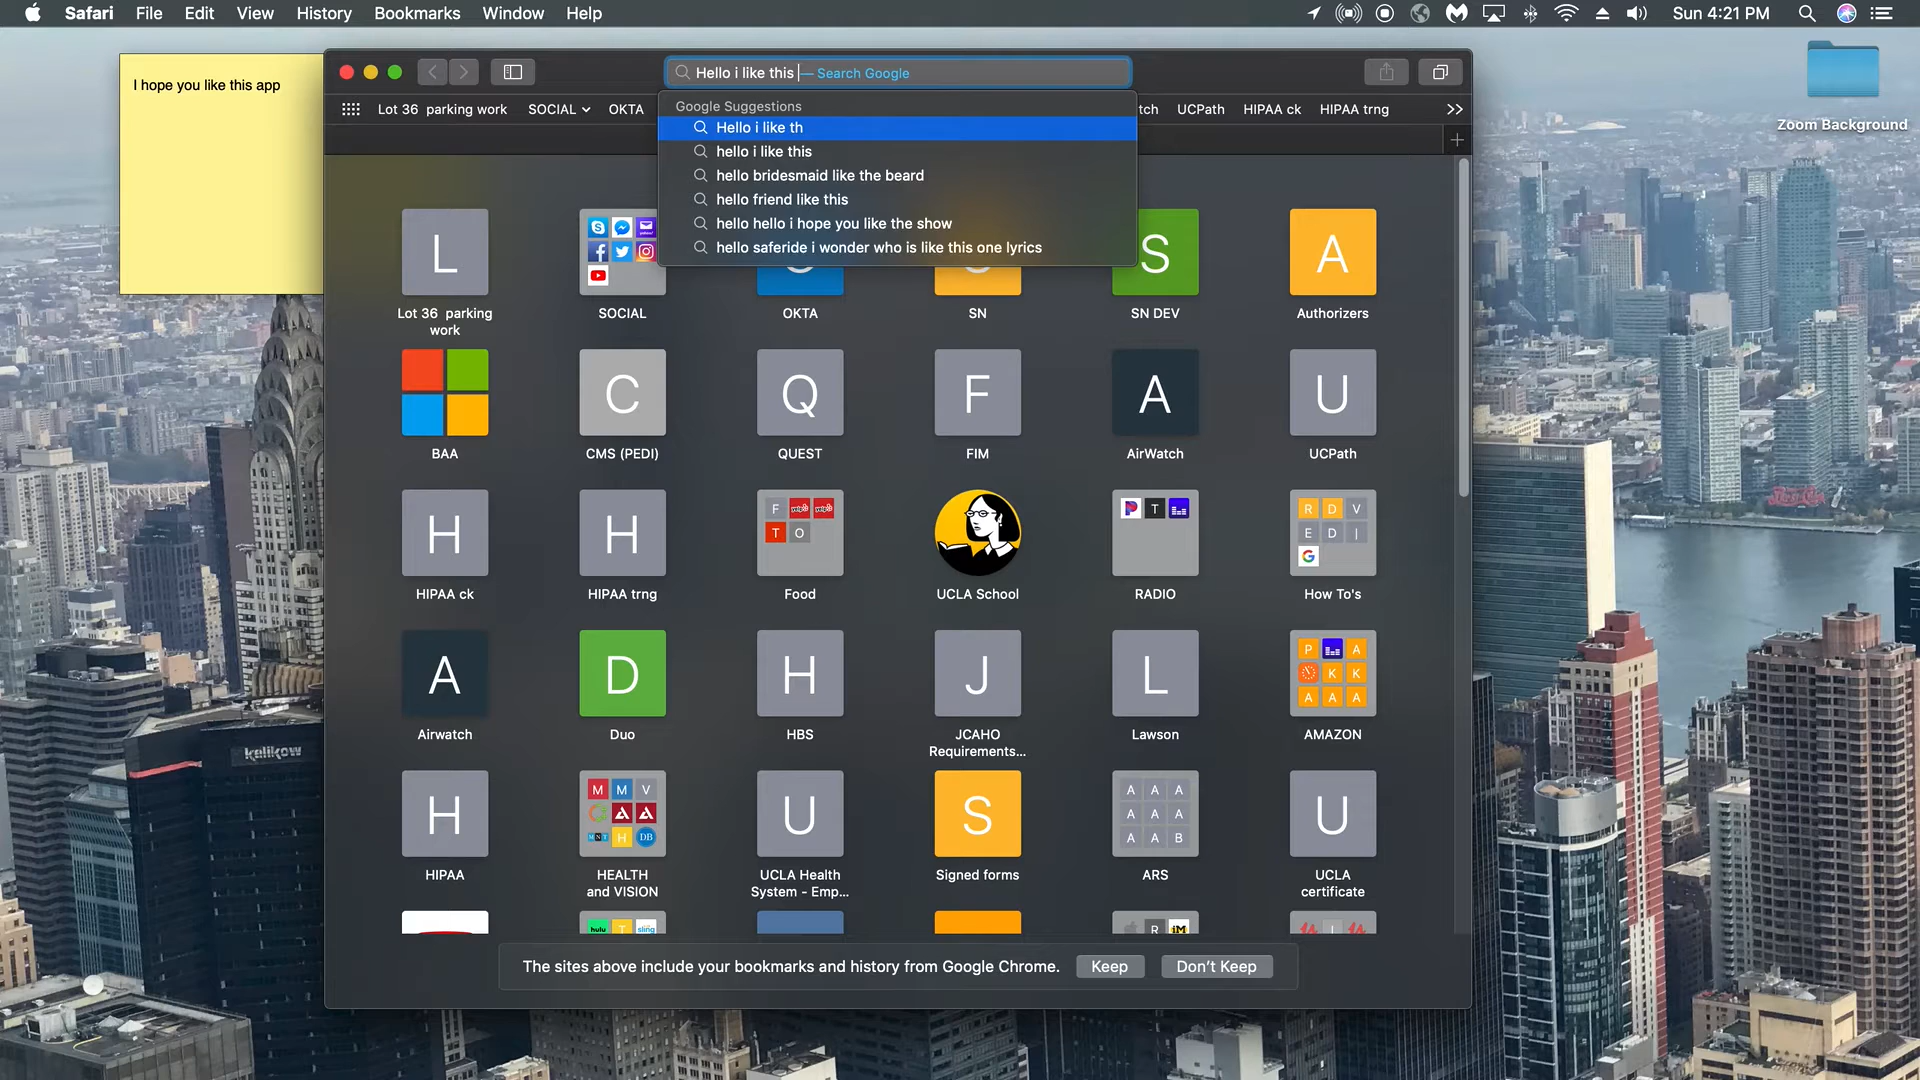 Safari File Edit View History Bookmarks Window Help
Sun 4:21 PM
I hope you like this app
Hello i like this — Search Google
Zoom Background
Lot 36 parking work SOCIAL OKTA tch UCPath HIPAA ck HIPAA trng
Google Suggestions
Hello i like th
hello i like this
hello bridesmaid like the beard
hello friend like this
hello hello i hope you like the show
hello saferide i wonder who is like this one lyrics
L S A
Lot 36 parking
work
SOCIAL OKTA SN SN DEV Authorizers
C Q F A U
BAA CMS (PEDI) QUEST FIM AirWatch UCPath
H H F T O T R D V
E D
HIPAA ck HIPAA trng Food UCLA School RADIO How To's
A D H J L P A
K K
A A A
Airwatch Duo HBS JCAHO
Requirements...
Lawson AMAZON
H M M V U S A A A U
A A A
H DB A A B
HIPAA HEALTH
and VISION
UCLA Health
System - Emp...
Signed forms ARS UCLA
certificate
hulu T sling R iM
The sites above include your bookmarks and history from Google Chrome. Keep Don't Keep
kalikow